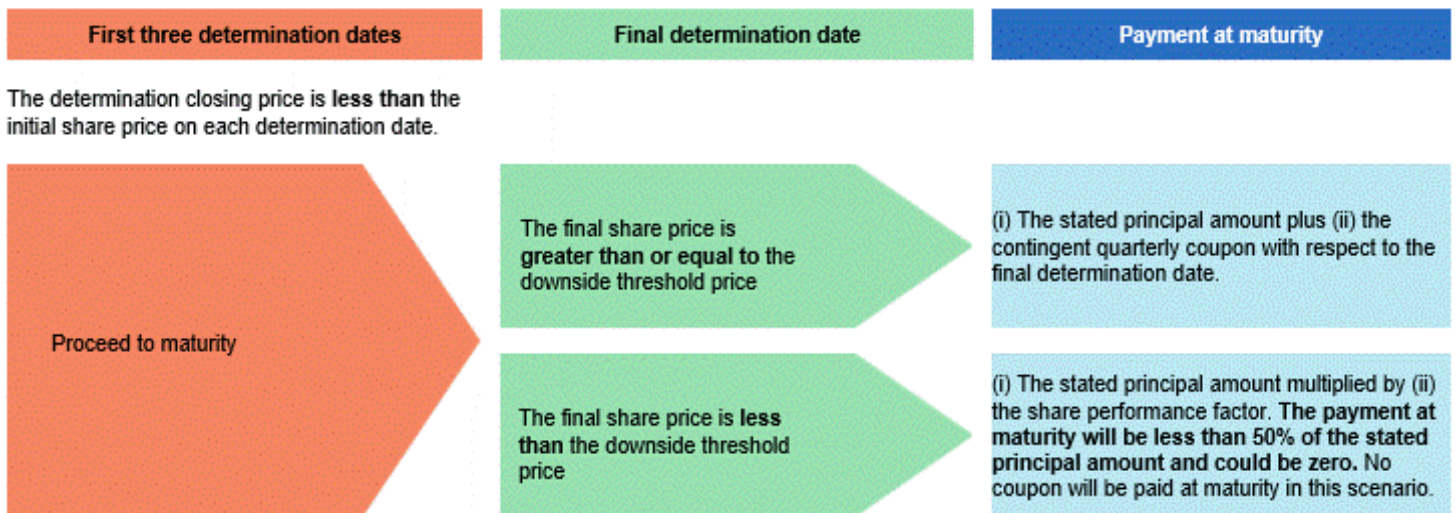 First three determination dates
Final determination date
Payment at maturity
The determination closing price is less than the
initial share price on each determination date.
Proceed to maturity
The final share price is
greater than or equal to the
downside threshold price
(i) The stated principal amount plus (ii) the
contingent quarterly coupon with respect to the
final determination date.
The final share price is less
than the downside threshold
price
(i) The stated principal amount multiplied by (ii)
the share performance factor. The payment at
maturity will be less than 50% of the stated
principal amount and could be zero. No
coupon will be paid at maturity in this scenario.